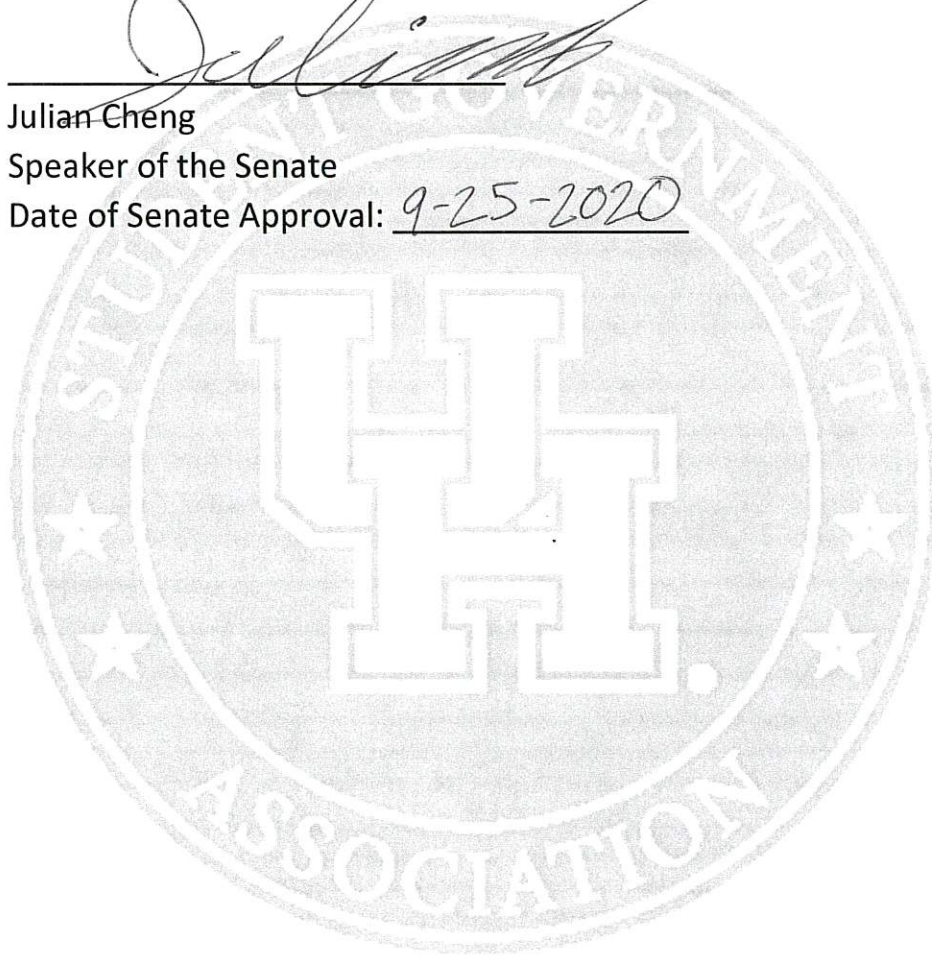 Julian Cheng
Speaker of the Senate
Date of Senate Approval: 9-25-2020
STUDENT GOVERNMENT
UH
ASSOCIATION